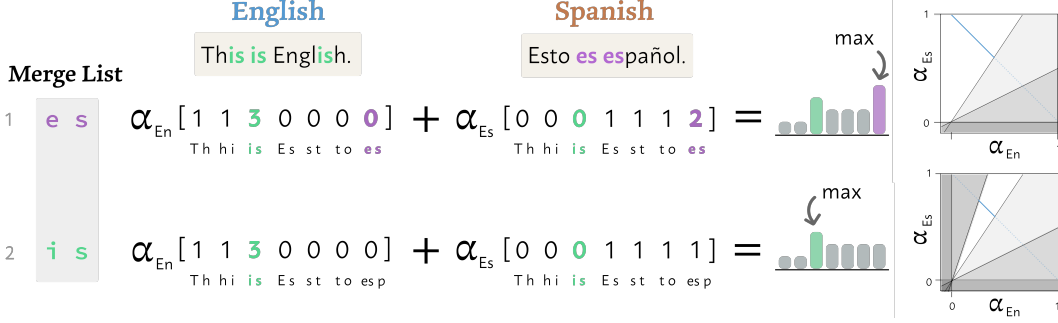 English Spanish
This is English. Esto es español.
Merge List
max
1 e s α En [ 1 1 3 0 0 0 0 ] + α Es [ 0 0 0 1 1 1 2 ] =
Th hi is Es st to es Th hi is Es st to es
max
2 i s α En [ 1 1 3 0 0 0 0 ] + α Es [ 0 0 0 1 1 1 1 ] =
Th hi is Es st to esp Th hi is Es st to esp
1
α Es
0
α En
1
α Es
0
0 1
α En